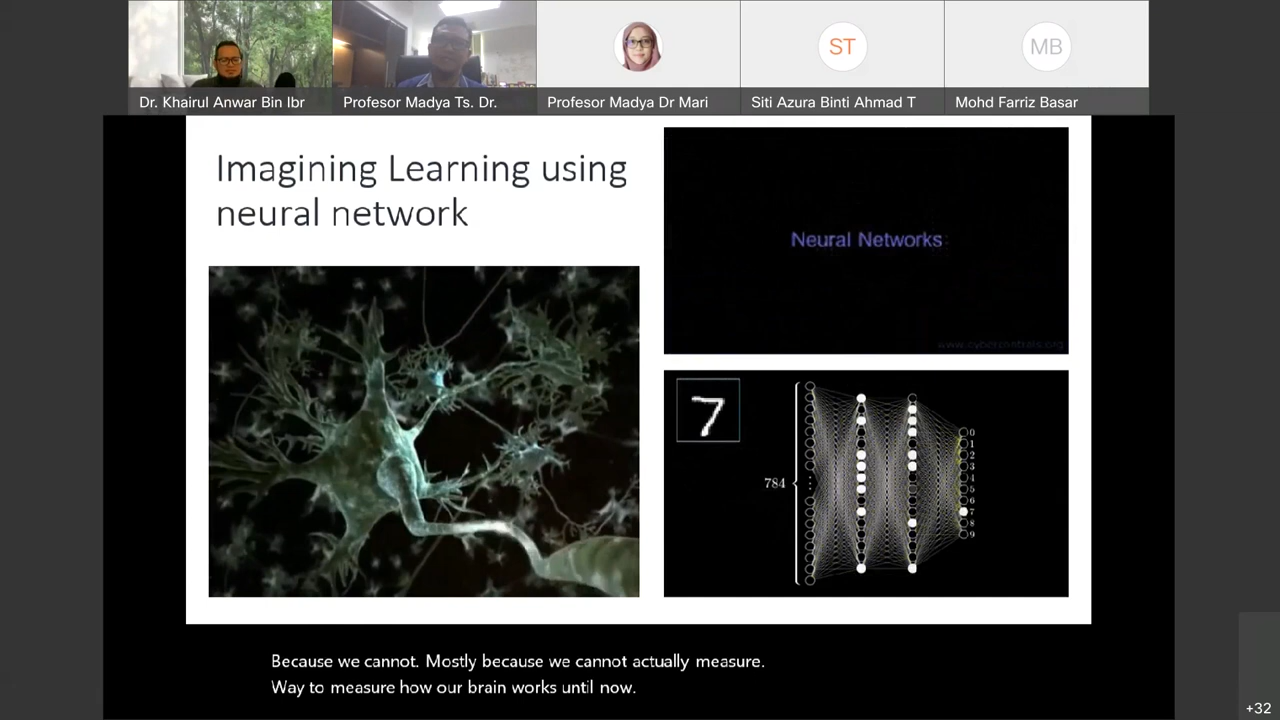 Dr. Khairul Anwar Bin Ibr
Profesor Madya Ts. Dr.
Profesor Madya Dr Mari
ST
Siti Azura Binti Ahmad T
MB
Mohd Farriz Basar
Imagining Learning using
neural network
Neural Networks
www.cybercontrols.org
7
784
0
1
2
3
4
5
6
7
8
9
Because we cannot. Mostly because we cannot actually measure.
Way to measure how our brain works until now.
+32